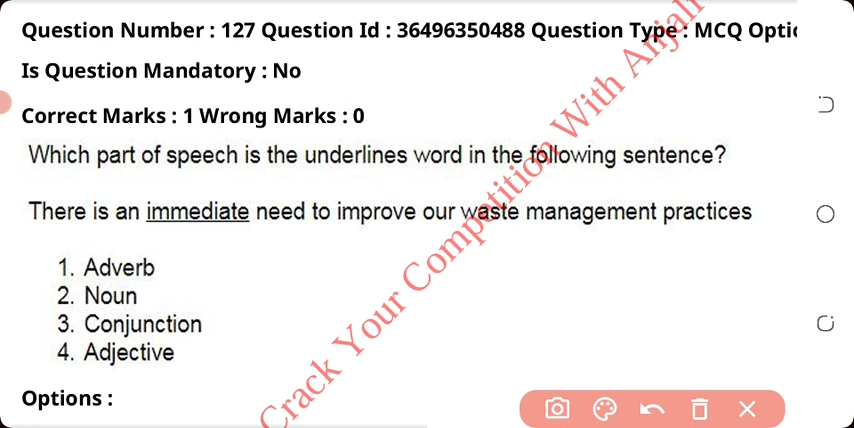 Question Number : 127 Question Id : 36496350488 Question Type : MCQ Optic
Is Question Mandatory : No
Correct Marks : 1 Wrong Marks : 0
Which part of speech is the underlines word in the following sentence?
There is an immediate need to improve our waste management practices
1. Adverb
2. Noun
3. Conjunction
4. Adjective
Options :
Crack Your Competition With Anjali